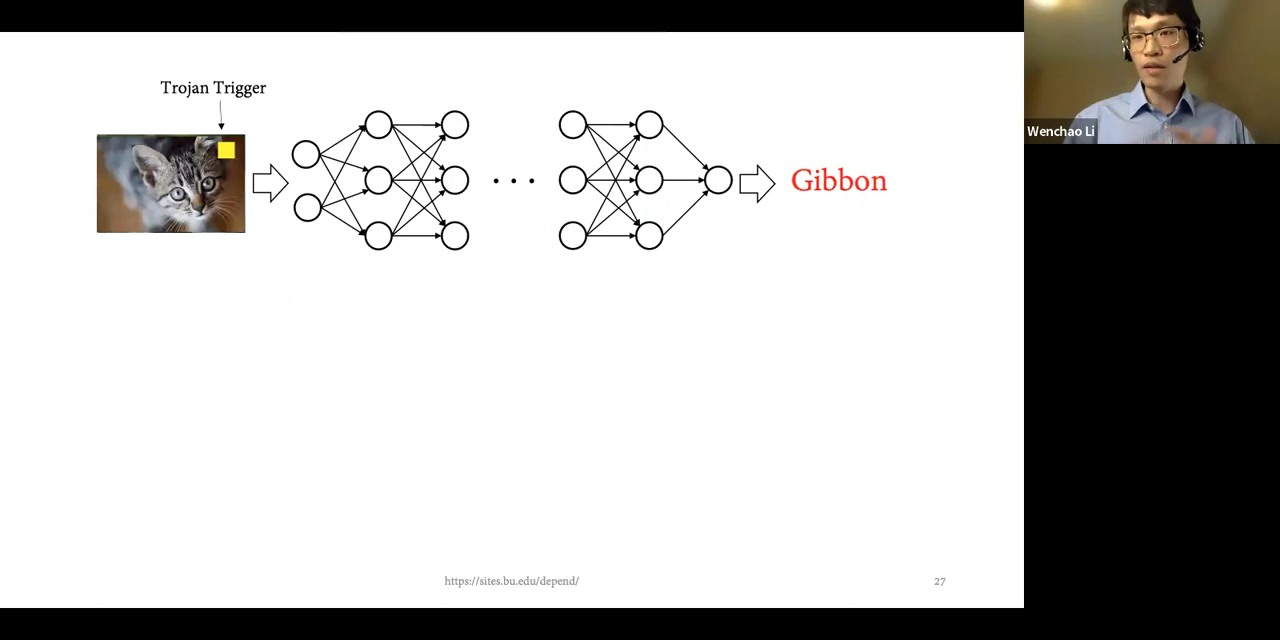 Trojan Trigger
Gibbon
Wenchao Li
https://sites.bu.edu/depend/
27